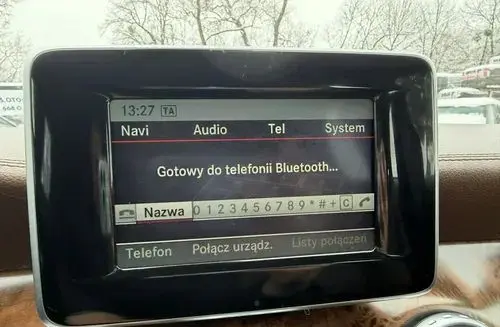 13:27 TA
Navi Audio Tel System
Gotowy do telefonii Bluetooth...
Nazwa 0 1 2 3 4 5 6 7 8 9 * # + C
Telefon Połącz urządz. Listy połączeń